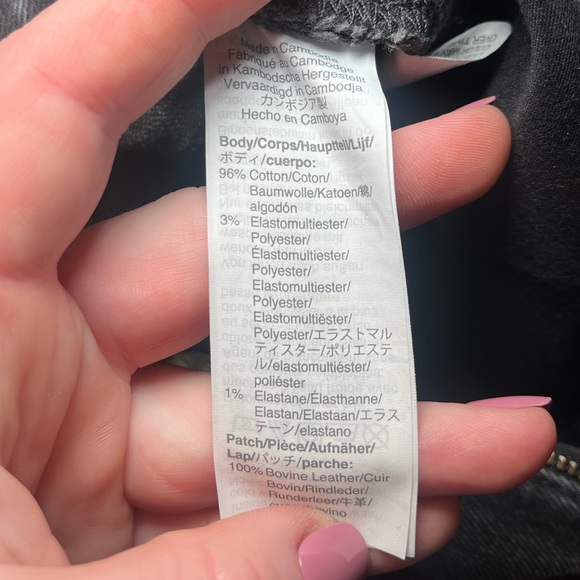 Made in Cambodia
Fabriqué au Cambodge
in Kambodscha Hergestellt
Vervaardigd in Cambodja
カンボジア製
Hecho en Camboya
Body/Corps/Hauptteil/Lijf/
ボディ/cuerpo:
96% Cotton/Coton/
Baumwolle/Katoen/綿/
algodón
3% Elastomultiester/
Polyester/
Élastomultiester/
Polyester/
Elastomultiester/
Polyester/
Elastomultiëster/
Polyester/エラストマル
ティスター/ポリエステ
ル/elastomultiéster/
poliéster
1% Elastane/Élasthanne/
Elastan/Elastaan/エラス
テーン/elastano
Patch/Pièce/Aufnäher/
Lap/パッチ/parche:
100% Bovine Leather/Cuir
Bovin/Rindleder/
Runderleer/牛革/